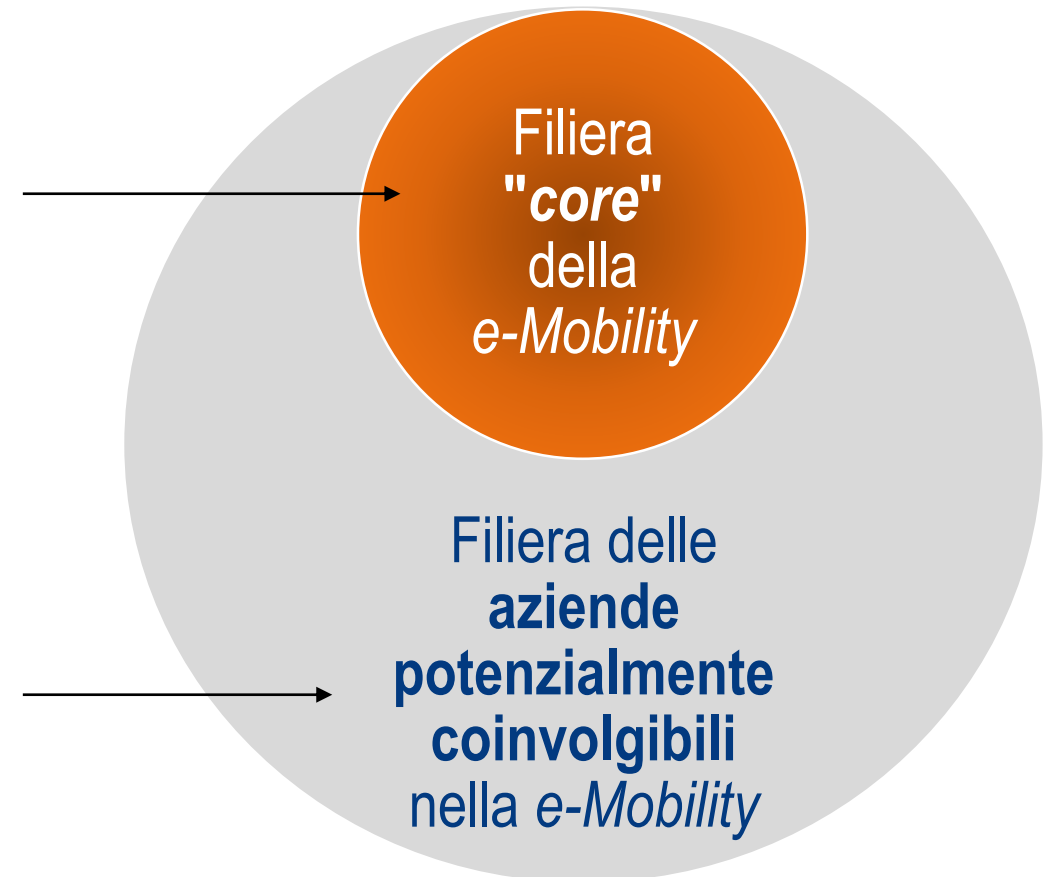 Filiera
"core"
della
e-Mobility
Filiera delle
aziende
potenzialmente
coinvolgibili
nella e-Mobility